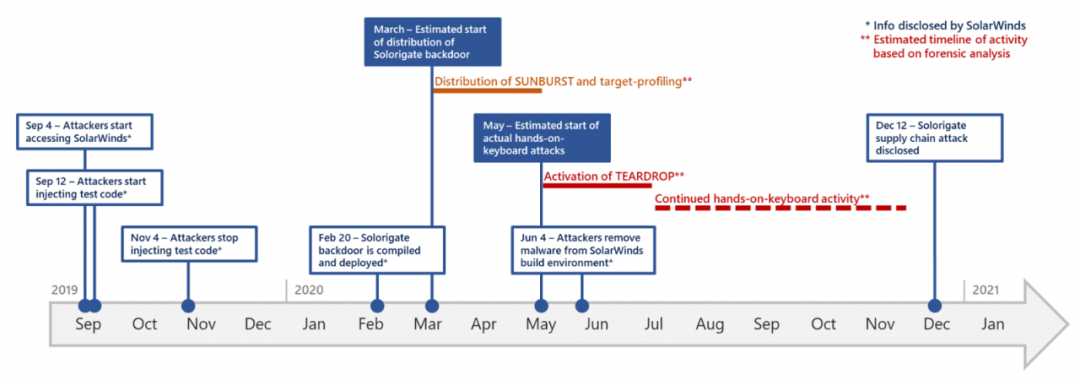 March – Estimated start
of distribution of
Solorigate backdoor
* Info disclosed by SolarWinds
** Estimated timeline of activity
based on forensic analysis
Distribution of SUNBURST and target-profiling**
Sep 4 – Attackers start
accessing SolarWinds*
May – Estimated start of
actual hands-on-
keyboard attacks
Dec 12 – Solorigate
supply chain attack
disclosed
Sep 12 – Attackers start
injecting test code*
Activation of TEARDROP**
Continued hands-on-keyboard activity**
Nov 4 – Attackers stop
injecting test code*
Feb 20 – Solorigate
backdoor is compiled
and deployed*
Jun 4 – Attackers remove
malware from SolarWinds
build environment*
2019 2020 2021
Sep Oct Nov Dec Jan Feb Mar Apr May Jun Jul Aug Sep Oct Nov Dec Jan